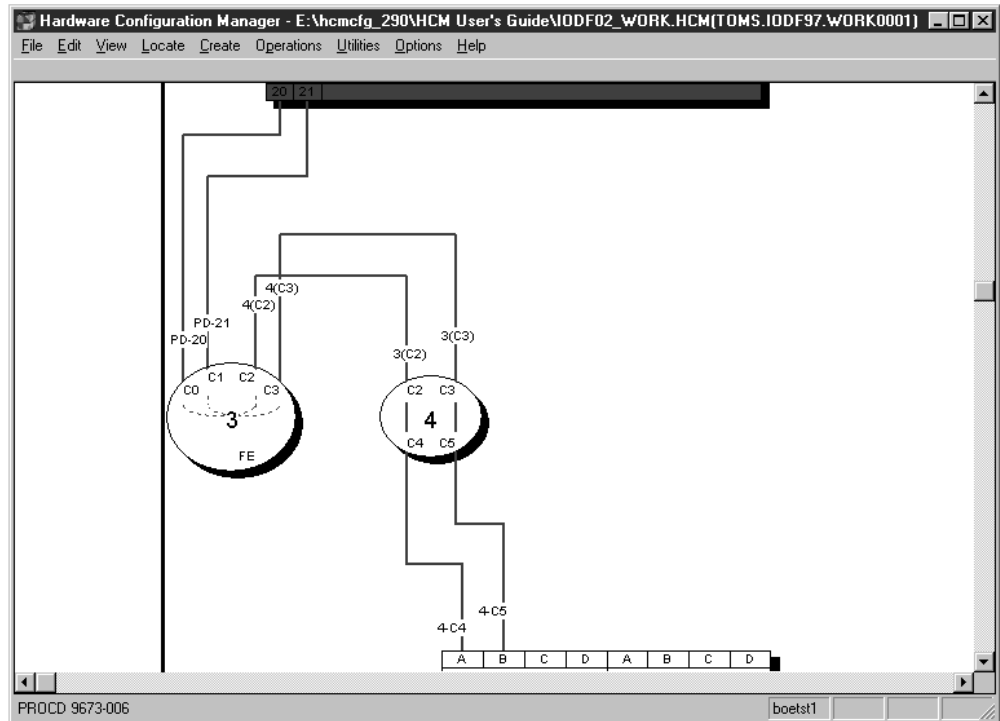 Hardware Configuration Manager - E:\hcmcfg_290\HCM User's Guide\IODF02_WORK.HCM(TOMS.IODF97.WORK0001)
File Edit View Locate Create Operations Utilities Options Help
20 21
4(C3)
4(C2)
PD-21
3(C3)
PD-20
3(C2)
C1 C2
C0 C3
C2 C3
3
4
C4 C5
FE
4-C5
4-C4
A B C D A B C D
PROCD 9673-006
boetst1